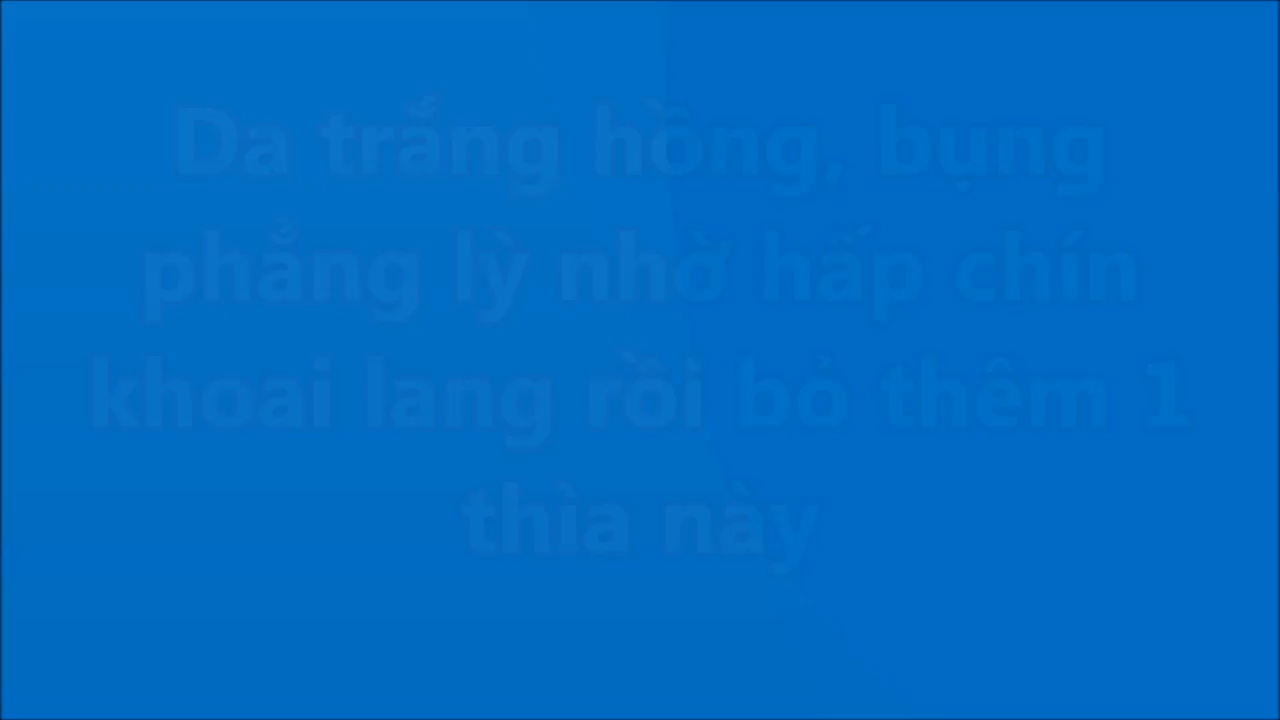 Da trắng hồng, bụng
phẳng lỳ nhờ hấp chín
khoai lang rồi bỏ thêm 1
thìa này